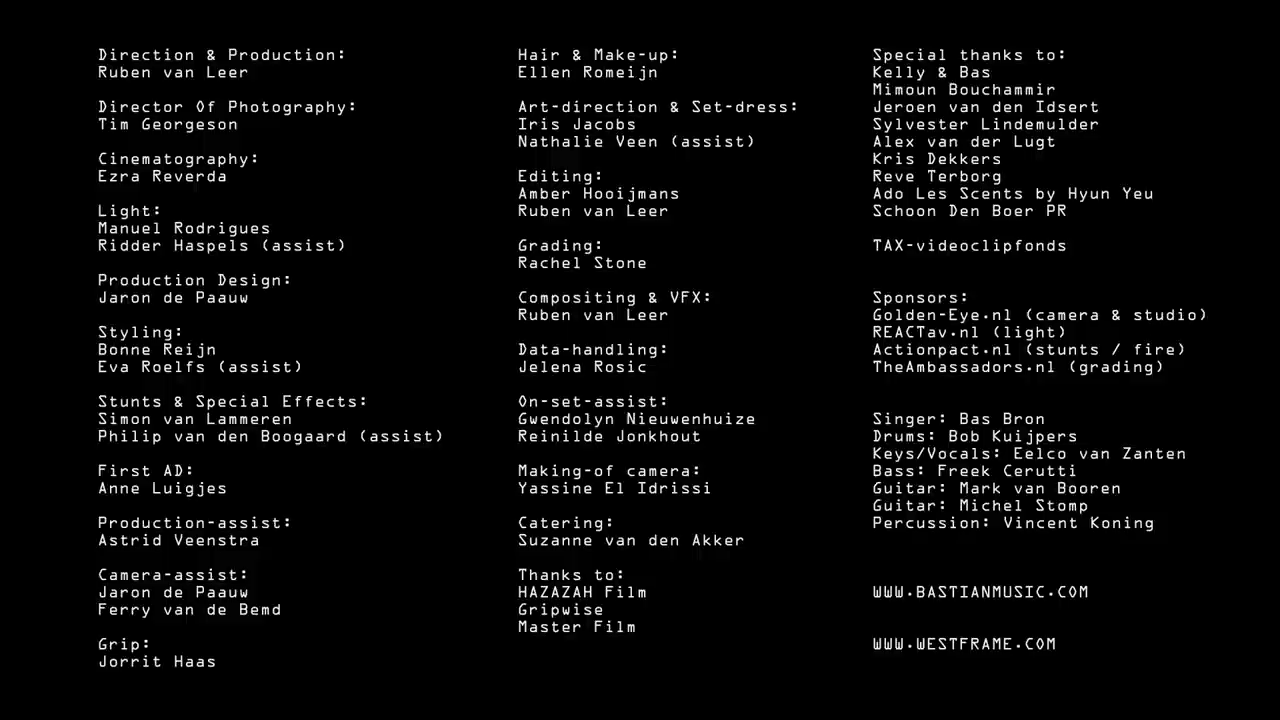 Direction & Production:
Ruben van Leer
Director Of Photography:
Tim Georgeson
Cinematography:
Ezra Reverda
Light:
Manuel Rodrigues
Ridder Haspels (assist)
Production Design:
Jaron de Paauw
Styling:
Bonne Reijn
Eva Roelfs (assist)
Stunts & Special Effects:
Simon van Lammeren
Philip van den Boogaard (assist)
First AD:
Anne Luigjes
Production-assist:
Astrid Veenstra
Camera-assist:
Jaron de Paauw
Ferry van de Bemd
Grip:
Jorrit Haas
Hair & Make-up:
Ellen Romeijn
Art-direction & Set-dress:
Iris Jacobs
Nathalie Veen (assist)
Editing:
Amber Hooijmans
Ruben van Leer
Grading:
Rachel Stone
Compositing & VFX:
Ruben van Leer
Data-handling:
Jelena Rosic
On-set-assist:
Gwendolyn Nieuwenhuize
Reinilde Jonkhout
Making-of camera:
Yassine El Idrissi
Catering:
Suzanne van den Akker
Thanks to:
HAZAZAH Film
Gripwise
Master Film
Special thanks to:
Kelly & Bas
Mimoun Bouchammir
Jeroen van den Idsert
Sylvester Lindemulder
Alex van der Lugt
Kris Dekkers
Reve Terborg
Ado Les Scents by Hyun Yeu
Schoon Den Boer PR
TAX-videoclipfonds
Sponsors:
Golden-Eye.nl (camera & studio)
REACTav.nl (light)
Actionpact.nl (stunts / fire)
TheAmbassadors.nl (grading)
Singer: Bas Bron
Drums: Bob Kuijpers
Keys/Vocals: Eelco van Zanten
Bass: Freek Cerutti
Guitar: Mark van Booren
Guitar: Michel Stomp
Percussion: Vincent Koning
WWW.BASTIANMUSIC.COM
WWW.WESTFRAME.COM